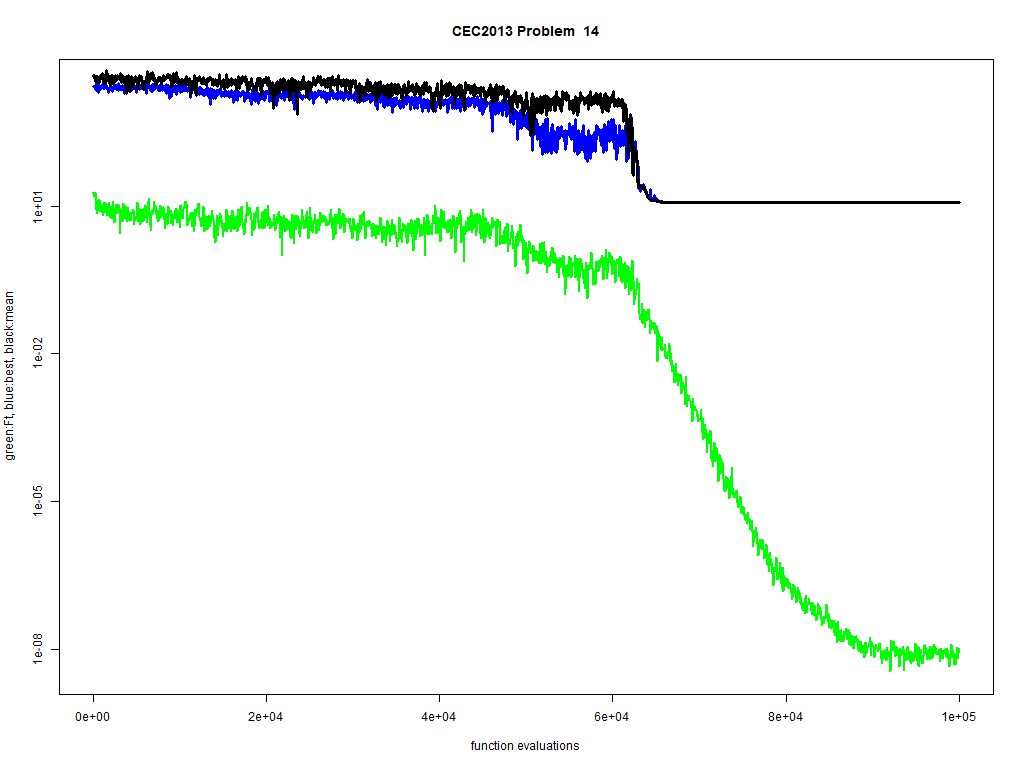 CEC2013 Problem  14
green:Ft, blue:best, black:mean
1e+01
1e-02
1e-05
1e-08
0e+00 2e+04 4e+04 6e+04 8e+04 1e+05
function evaluations